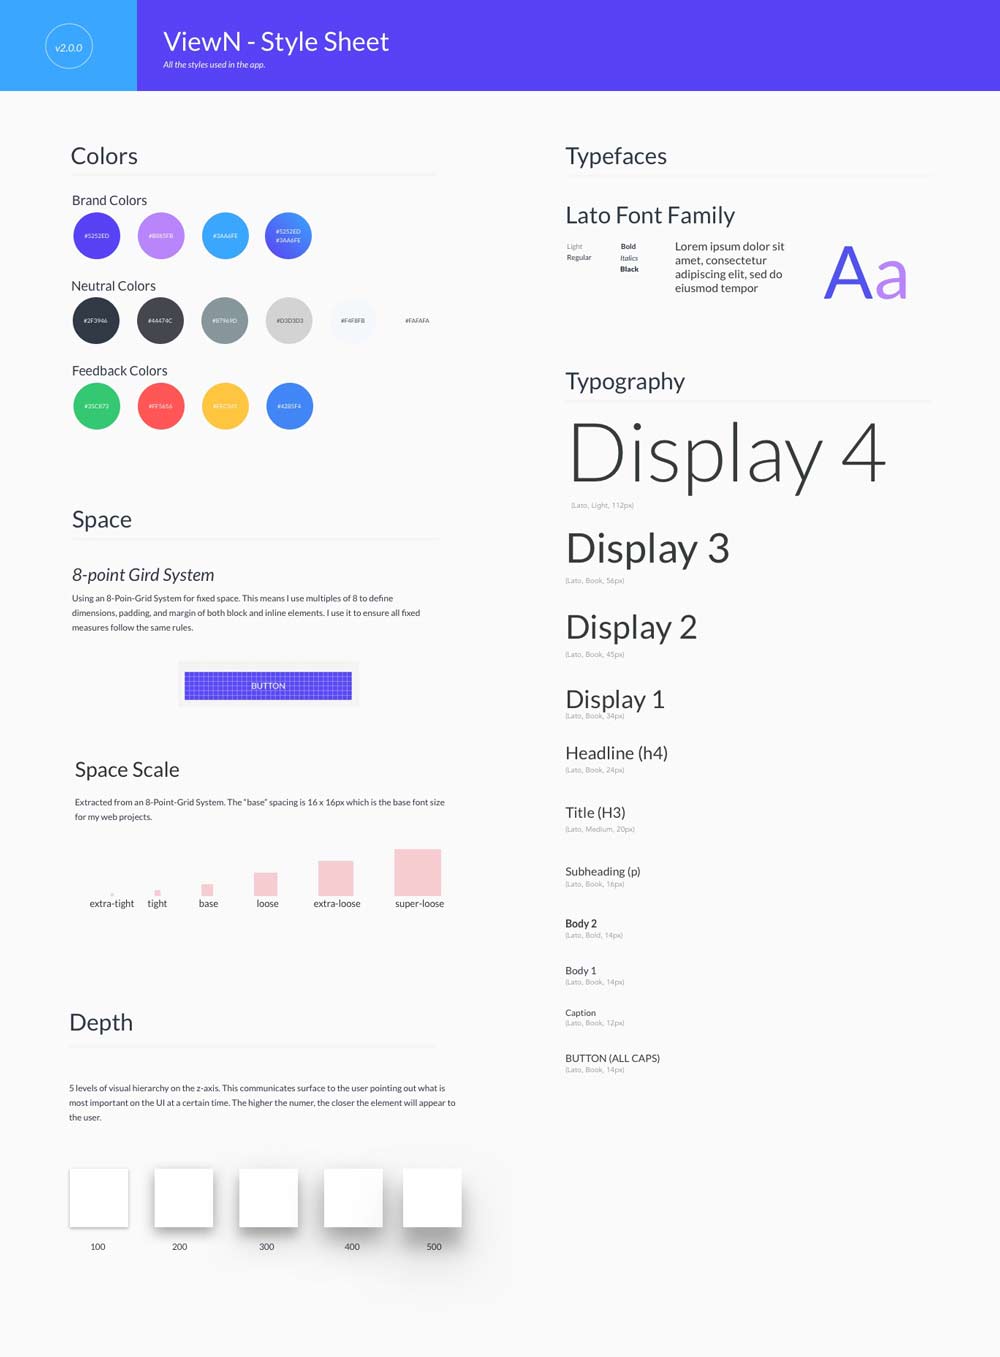 v2.0.0
ViewN - Style Sheet
All the styles used in the app.
Colors
Brand Colors
#5252ED
#B885FB
#3AA6FE
#5252ED
#3AA6FE
Neutral Colors
#2F3946
#44474C
#87969D
#D3D3D3
#F4F8FB
#FAFAFA
Feedback Colors
#35C873
#FF5656
#4285F4
Space
8-point Gird System
Using an 8-Poin-Grid System for fixed space. This means I use multiples of 8 to define
dimensions, padding, and margin of both block and inline elements. I use it to ensure all fixed
measures follow the same rules.
BUTTON
Space Scale
Extracted from an 8-Point-Grid System. The "base" spacing is 16 x 16px which is the base font size
for my web projects.
extra-tight
tight
base
loose
extra-loose
super-loose
Depth
5 levels of visual hierarchy on the z-axis. This communicates surface to the user pointing out what is
most important on the UI at a certain time. The higher the numer, the closer the element will appear to
the user.
100
200
300
400
500
Typefaces
Lato Font Family
Light
Regular
Bold
Italics
Black
Lorem ipsum dolor sit
amet, consectetur
adipiscing elit, sed do
eiusmod tempor
Aa
Typography
Display 4
(Lato, Light, 112px)
Display 3
(Lato, Book, 56px)
Display 2
(Lato, Book, 45px)
Display 1
(Lato, Book, 34px)
Headline (h4)
(Lato, Book, 24px)
Title (H3)
(Lato, Medium, 20px)
Subheading (p)
(Lato, Book, 16px)
Body 2
(Lato, Bold, 14px)
Body 1
(Lato, Book, 14px)
Caption
(Lato, Book, 12px)
BUTTON (ALL CAPS)
(Lato, Book, 14px)